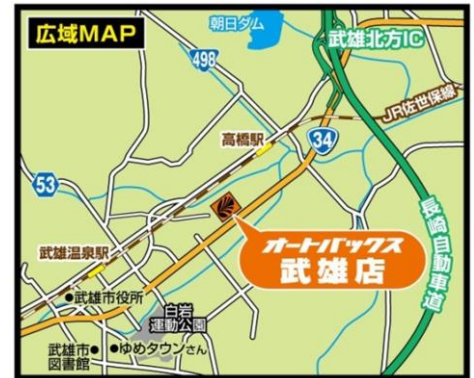 広域MAP
朝日ダム
498
武雄北方IC
JR佐世保線
高橋駅
34
53
長崎自動車道
オートバックス
武雄店
武雄温泉駅
●武雄市役所
白岩
運動公園
武雄市●
図書館
●ゆめタウンさん